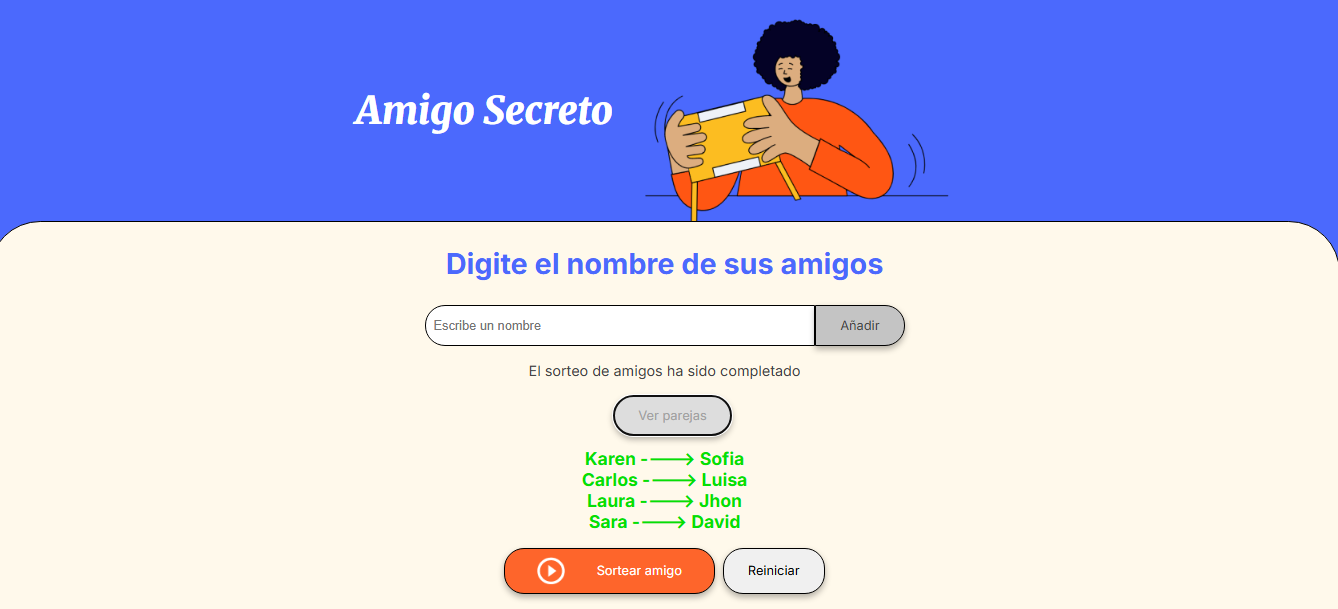 Amigo Secreto
Digite el nombre de sus amigos
Escribe un nombre
Añadir
El sorteo de amigos ha sido completado
Ver parejas
Karen -⟶ Sofia
Carlos -⟶ Luisa
Laura -⟶ Jhon
Sara -⟶ David
Sortear amigo
Reiniciar